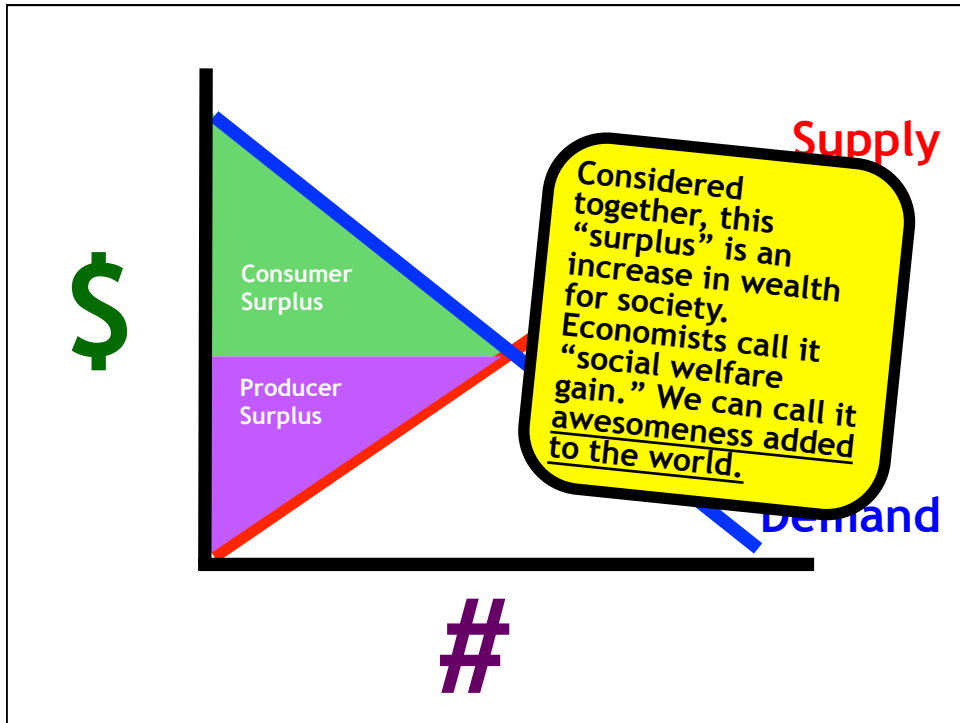 Supply
Considered
together, this
“surplus” is an
increase in wealth
for society.
Economists call it
“social welfare
gain.” We can call it
awesomeness added
to the world.
$
Consumer
Surplus
Producer
Surplus
Demand
#